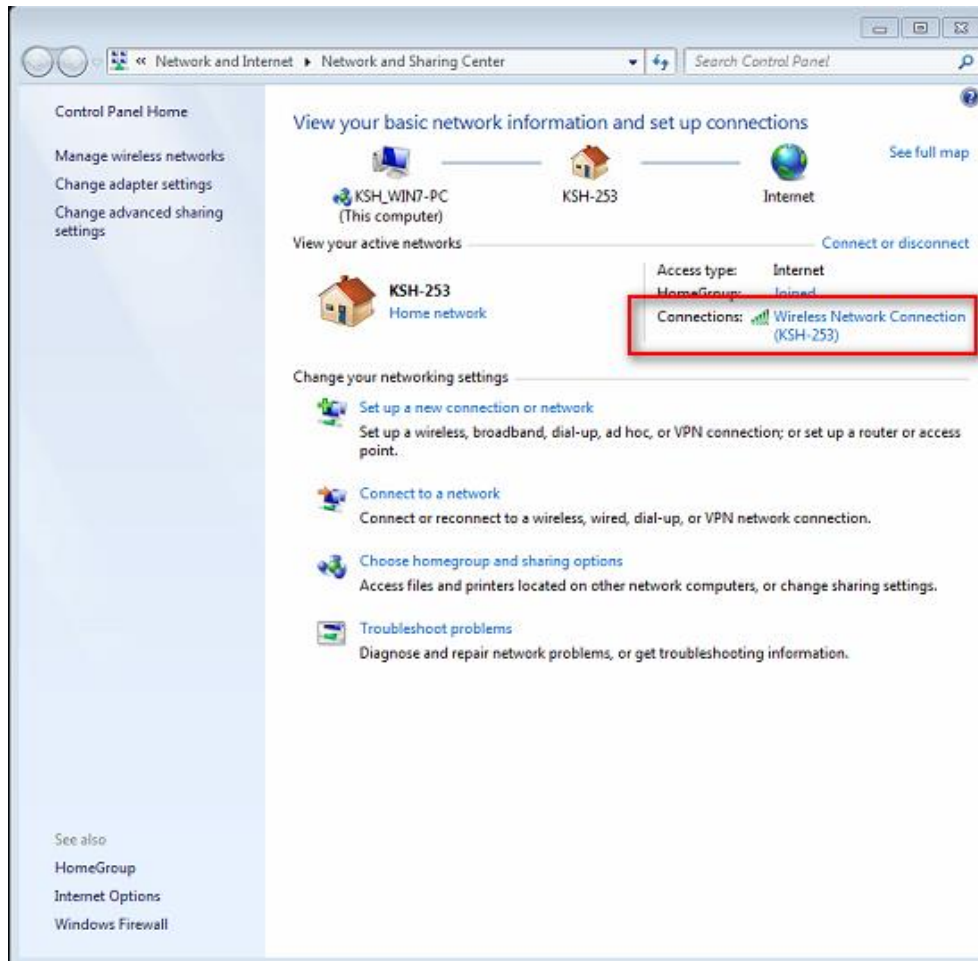 « Network and Internet ▸ Network and Sharing Center
Search Control Panel
Control Panel Home
Manage wireless networks
Change adapter settings
Change advanced sharing
settings
See also
HomeGroup
Internet Options
Windows Firewall
View your basic network information and set up connections
See full map
KSH_WIN7-PC
(This computer)
KSH-253
Internet
View your active networks
Connect or disconnect
KSH-253
Home network
Access type: Internet
HomeGroup: Joined
Connections: Wireless Network Connection
(KSH-253)
Change your networking settings
Set up a new connection or network
Set up a wireless, broadband, dial-up, ad hoc, or VPN connection; or set up a router or access
point.
Connect to a network
Connect or reconnect to a wireless, wired, dial-up, or VPN network connection.
Choose homegroup and sharing options
Access files and printers located on other network computers, or change sharing settings.
Troubleshoot problems
Diagnose and repair network problems, or get troubleshooting information.